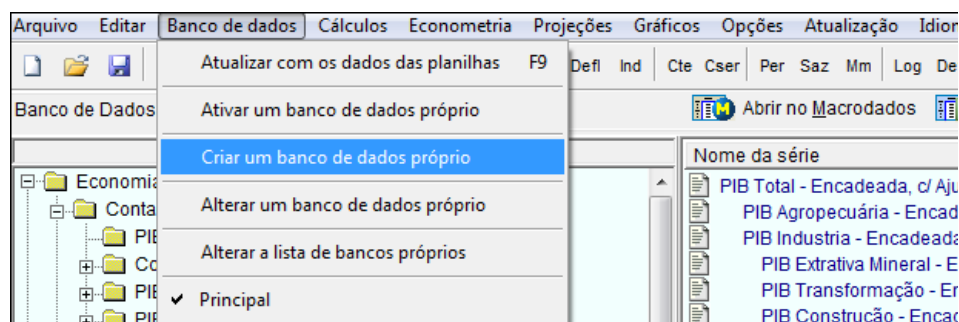 Arquivo Editar Banco de dados Cálculos Econometria Projeções Gráficos Opções Atualização
Atualizar com os dados das planilhas F9
Defl Ind Cte Cser Per Saz Mm Log
Banco de Dados
Ativar um banco de dados próprio
Abrir no Macrodados
Criar um banco de dados próprio
Nome da série
Economia
PIB Total - Encadeada, c/
Alterar um banco de dados próprio
Conta
PIB Agropecuária -
PIB Industria - Encadeada
Alterar a lista de bancos próprios
PIB Extrativa Mineral -
PIB Transformação -
Principal
PIB Construção -